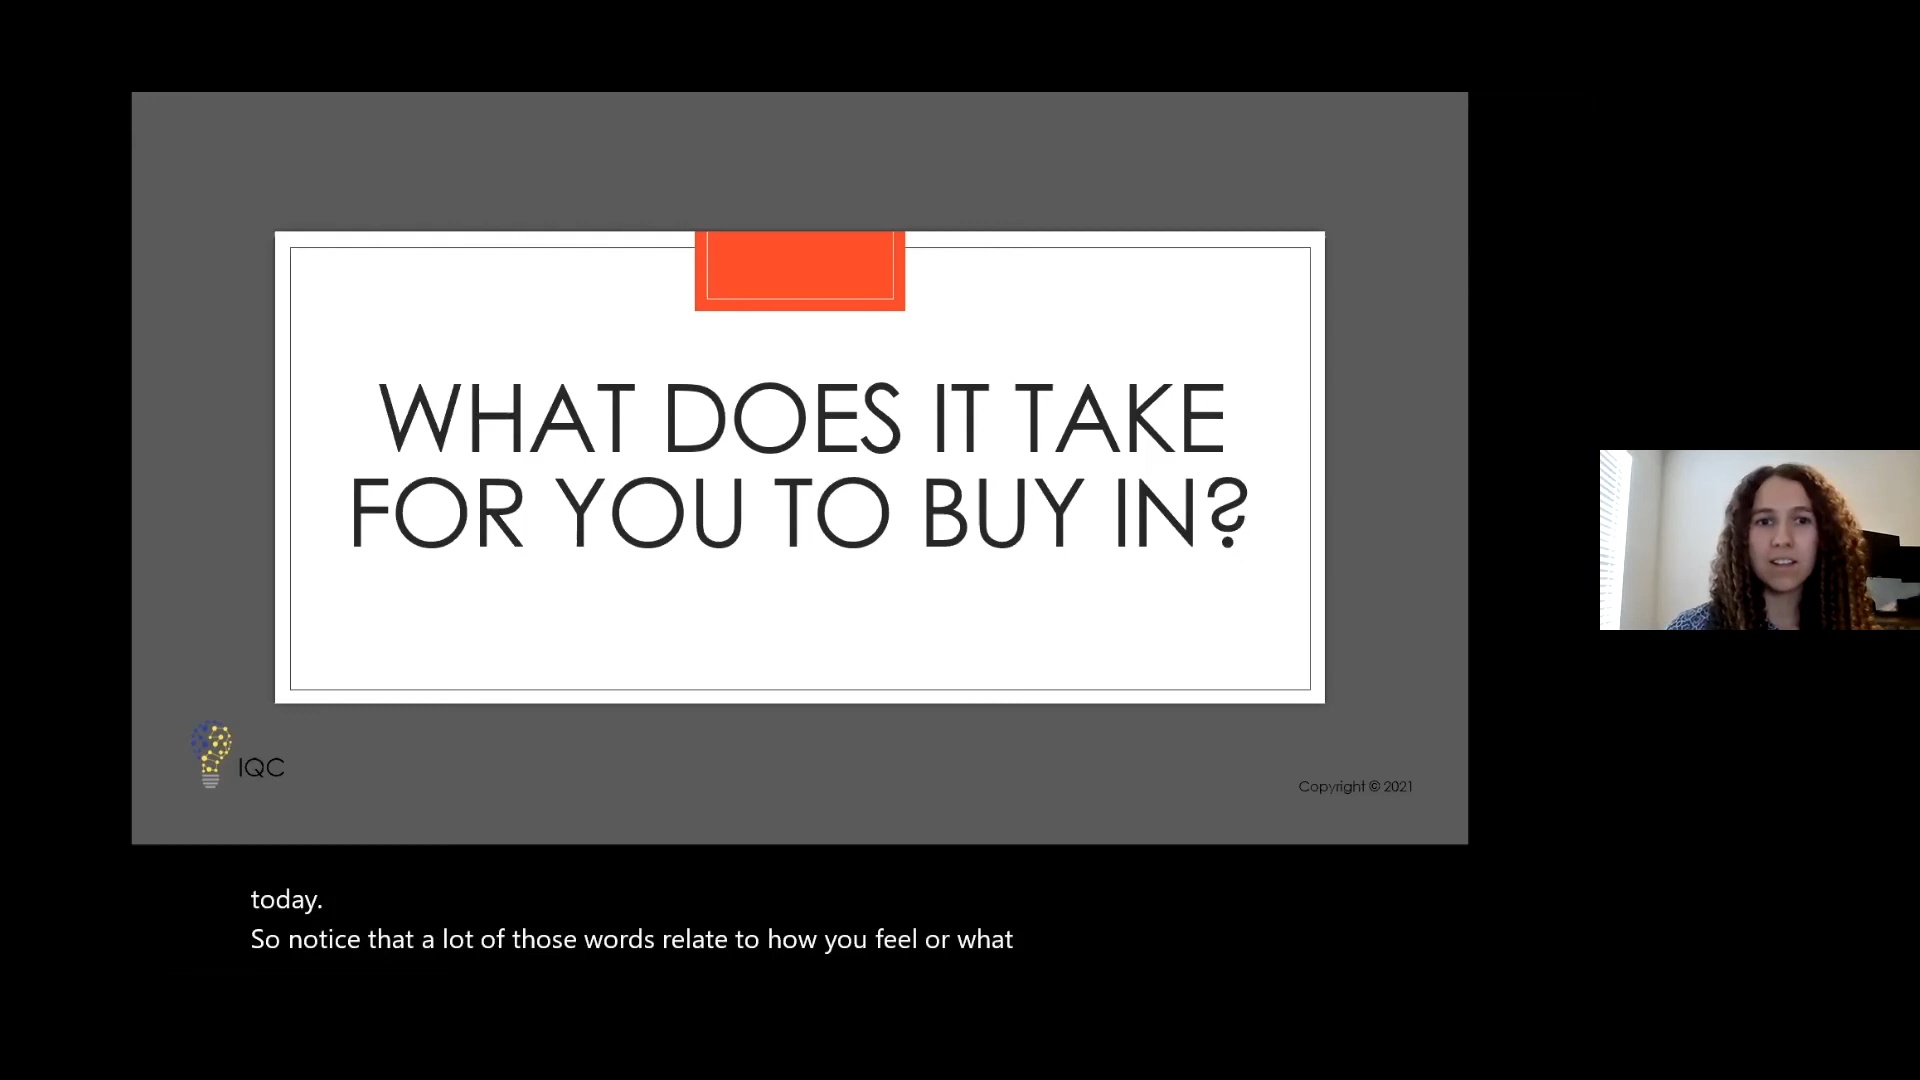 WHAT DOES IT TAKE
FOR YOU TO BUY IN?
IQC
Copyright © 2021
today.
So notice that a lot of those words relate to how you feel or what